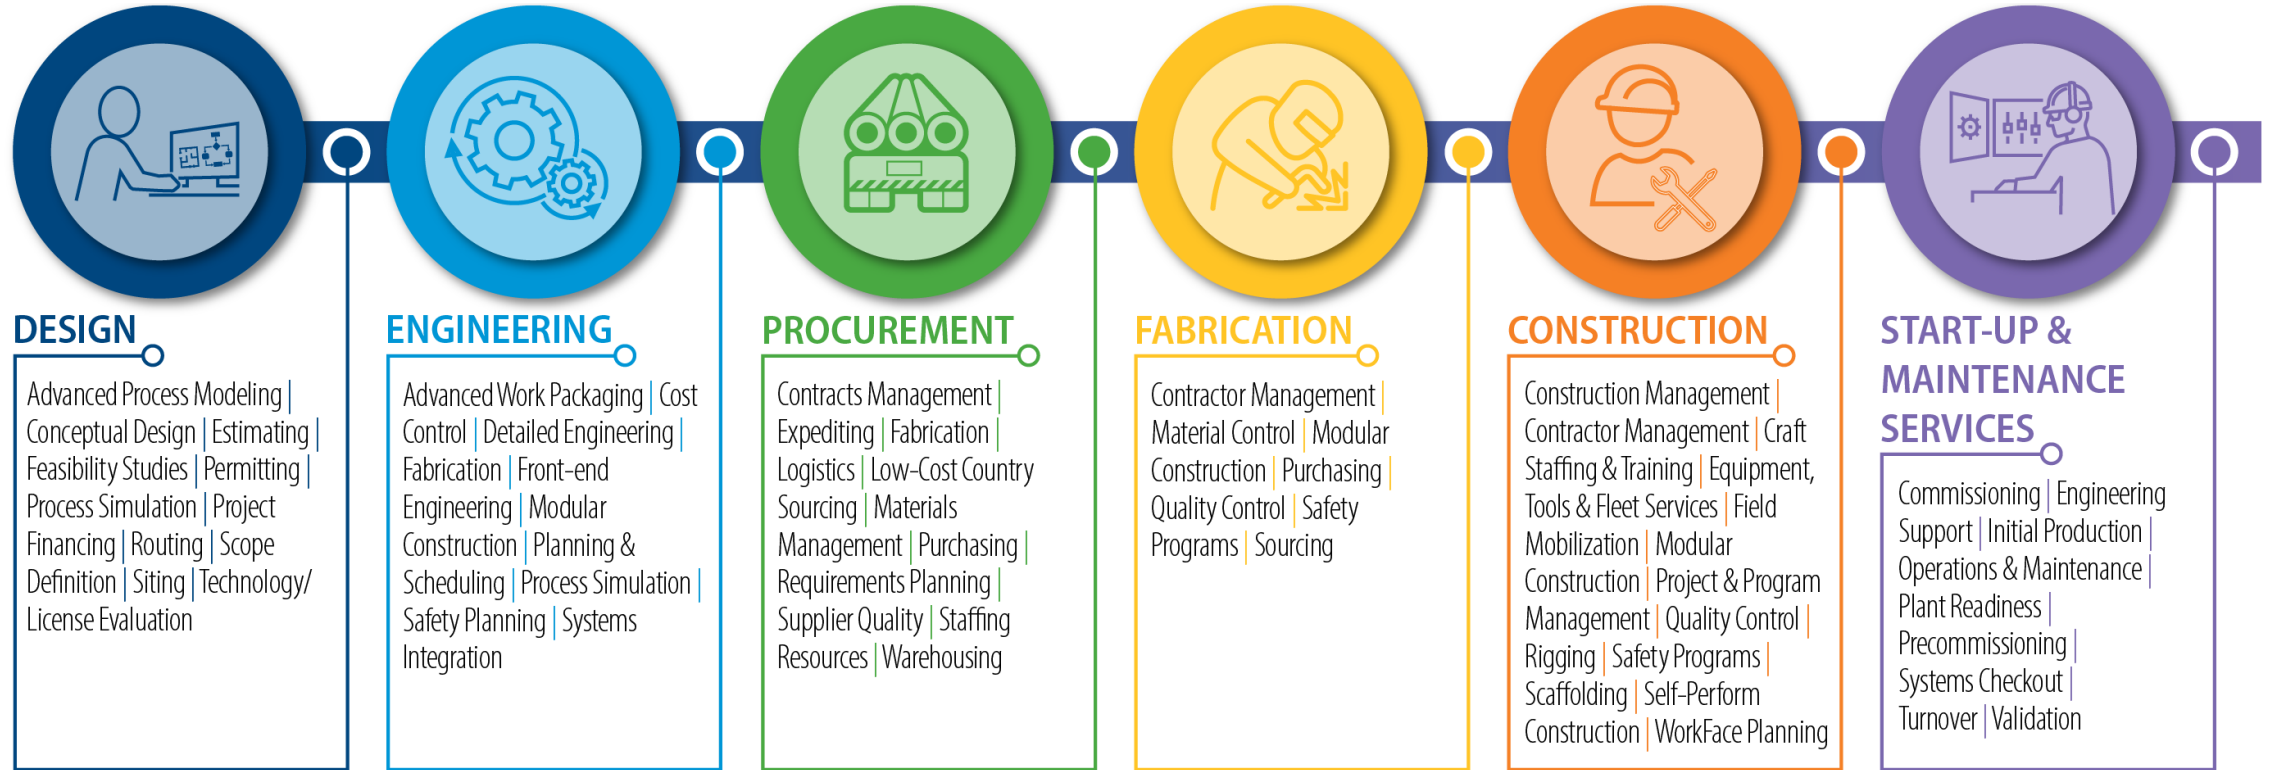 DESIGN
Advanced Process Modeling |
Conceptual Design | Estimating |
Feasibility Studies | Permitting |
Process Simulation | Project
Financing | Routing | Scope
Definition | Siting | Technology/
License Evaluation
ENGINEERING
Advanced Work Packaging | Cost
Control | Detailed Engineering |
Fabrication | Front-end
Engineering | Modular
Construction | Planning &
Scheduling | Process Simulation |
Safety Planning | Systems
Integration
PROCUREMENT
Contracts Management |
Expediting | Fabrication |
Logistics | Low-Cost Country
Sourcing | Materials
Management | Purchasing |
Requirements Planning |
Supplier Quality | Staffing
Resources | Warehousing
FABRICATION
Contractor Management |
Material Control | Modular
Construction | Purchasing |
Quality Control | Safety
Programs | Sourcing
CONSTRUCTION
Construction Management |
Contractor Management | Craft
Staffing & Training | Equipment,
Tools & Fleet Services | Field
Mobilization | Modular
Construction | Project & Program
Management | Quality Control |
Rigging | Safety Programs |
Scaffolding | Self-Perform
Construction | WorkFace Planning
START-UP &
MAINTENANCE
SERVICES
Commissioning | Engineering
Support | Initial Production |
Operations & Maintenance |
Plant Readiness |
Precommissioning |
Systems Checkout |
Turnover | Validation